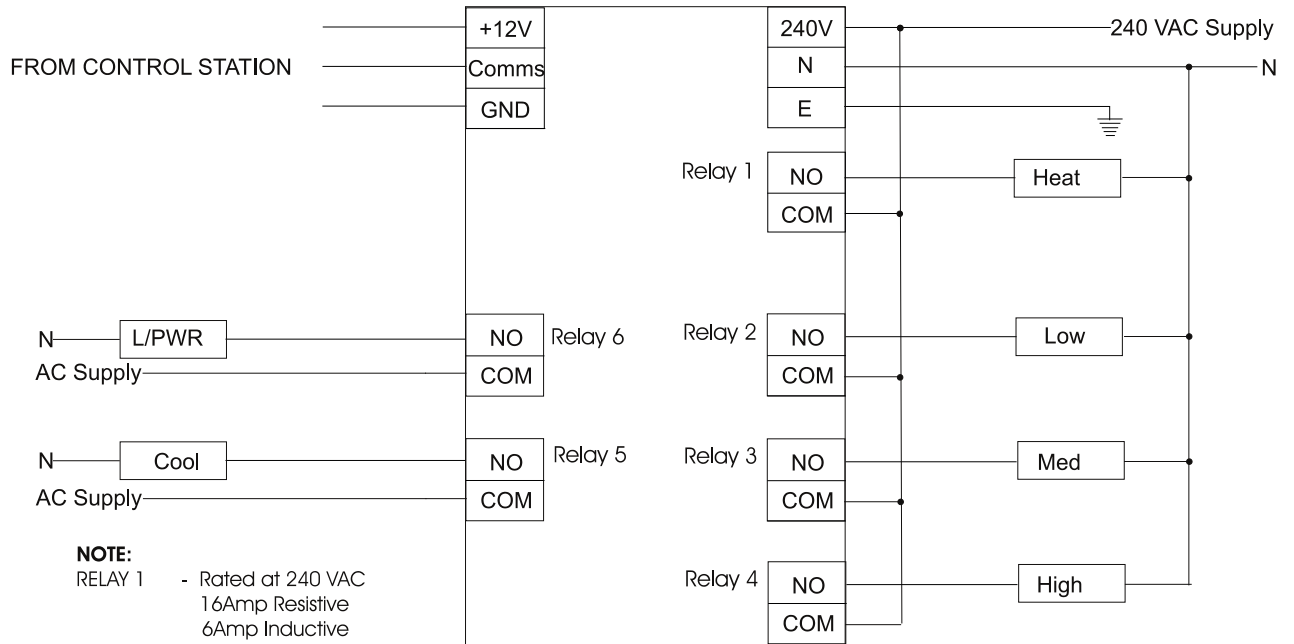 +12V
240V
240 VAC Supply
FROM CONTROL STATION
Comms
N
N
GND
E
Relay 1
NO
Heat
COM
N
L/PWR
NO
Relay 6
Relay 2
NO
Low
AC Supply
COM
COM
N
Cool
NO
Relay 5
Relay 3
NO
Med
AC Supply
COM
COM
NOTE:
RELAY 1 - Rated at 240 VAC
16Amp Resistive
6Amp Inductive
Relay 4
NO
High
COM